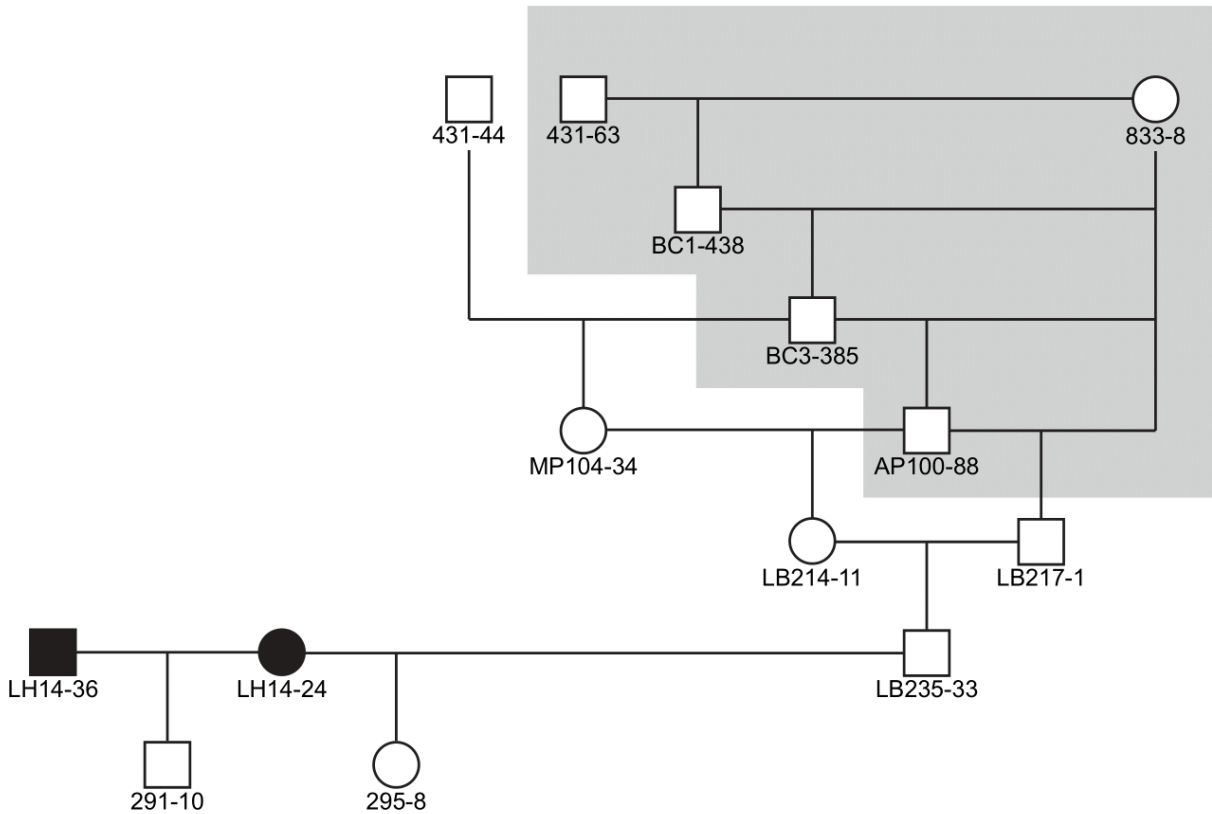 431-44
431-63
833-8
BC1-438
BC3-385
MP104-34
AP100-88
LB214-11
LB217-1
LH14-36
LH14-24
LB235-33
291-10
295-8